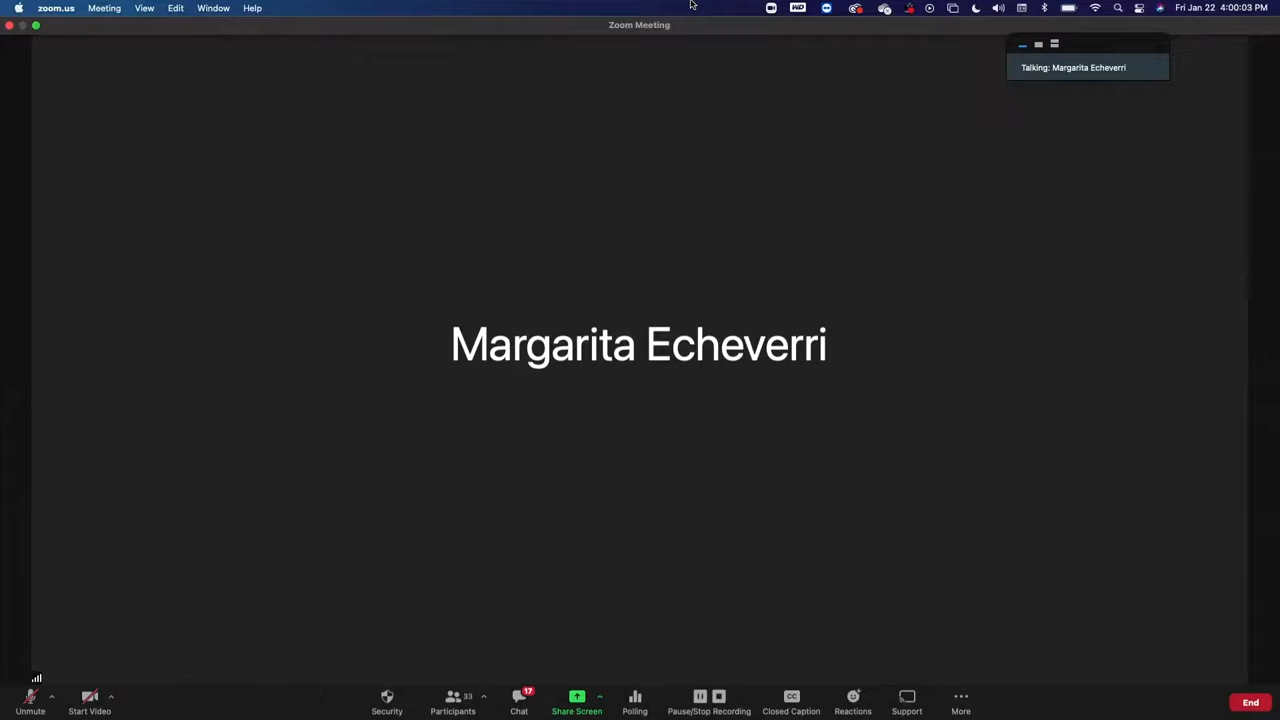 zoom.us Meeting View Edit Window Help
WD
Fri Jan 22 4:00:03 PM
Zoom Meeting
Talking: Margarita Echeverri
Margarita Echeverri
Unmute
Start Video
Security
Participants 33
Chat 17
Share Screen
Polling
Pause/Stop Recording
CC Closed Caption
Reactions
Support
More
End